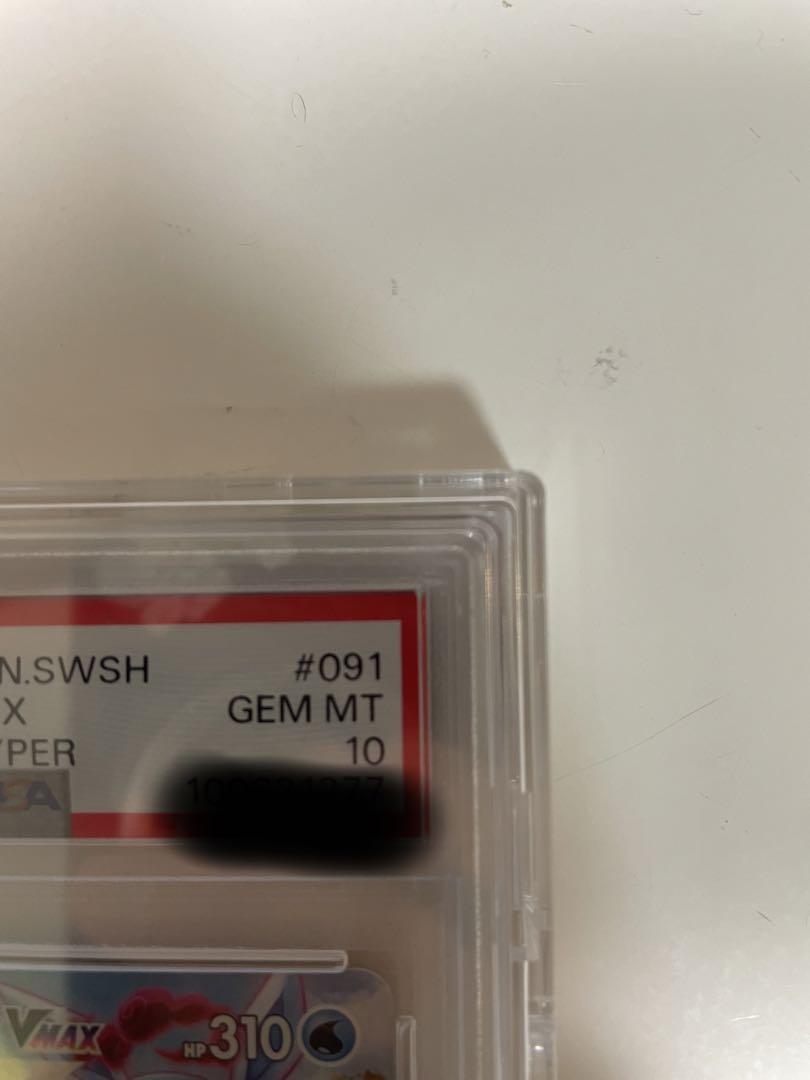 N.SWSH #091
X GEM MT
YPER 10
VMAX HP310